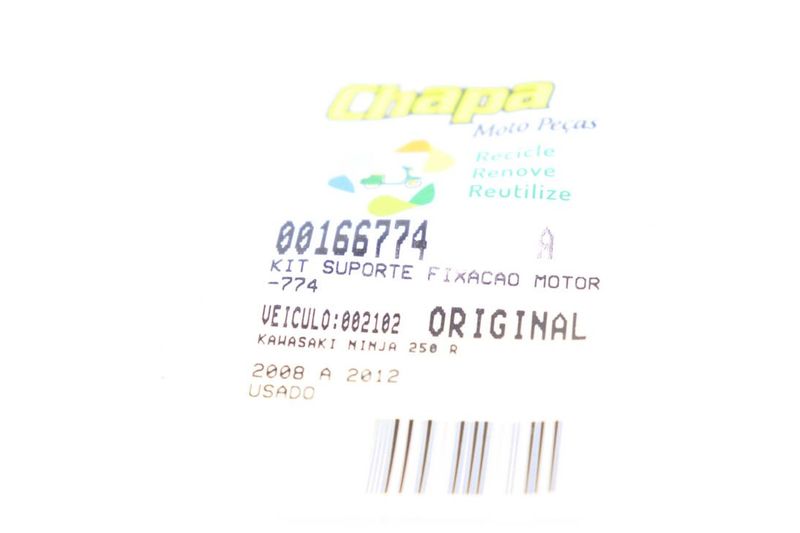 Chapa
Moto Peças
Recicle
Renove
Reutilize
00166774 A
KIT SUPORTE FIXACAO MOTOR
-774
VEICULO:002102 ORIGINAL
KAWASAKI NINJA 250 R
2008 A 2012
USADO